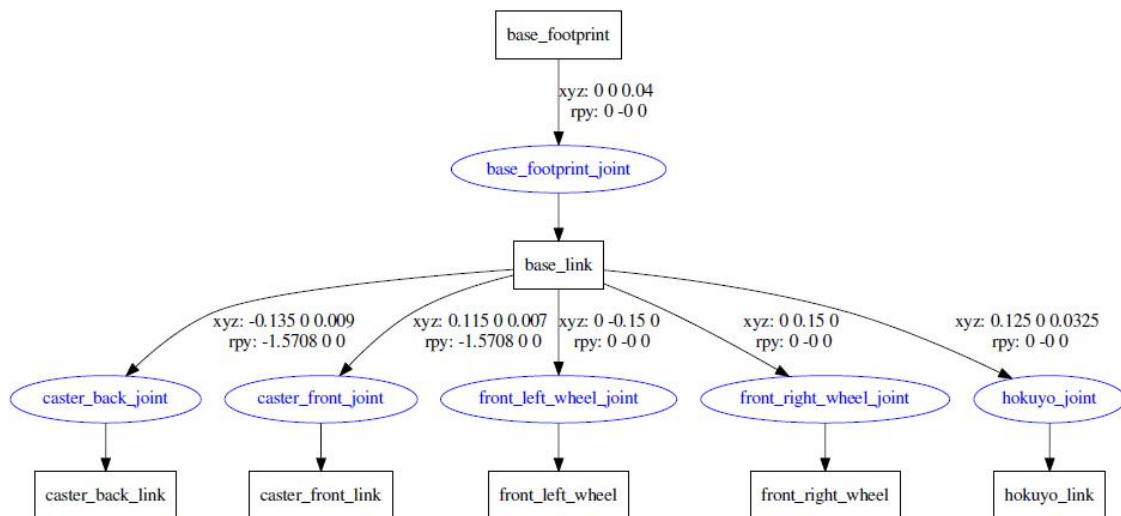 base_footprint
xyz: 0 0 0.04
rpy: 0 -0 0
base_footprint_joint
base_link
xyz: -0.135 0 0.009
rpy: -1.5708 0 0
xyz: 0.115 0 0.007
rpy: -1.5708 0 0
xyz: 0 -0.15 0
rpy: 0 -0 0
xyz: 0 0.15 0
rpy: 0 -0 0
xyz: 0.125 0 0.0325
rpy: 0 -0 0
caster_back_joint
caster_front_joint
front_left_wheel_joint
front_right_wheel_joint
hokuyo_joint
caster_back_link
caster_front_link
front_left_wheel
front_right_wheel
hokuyo_link